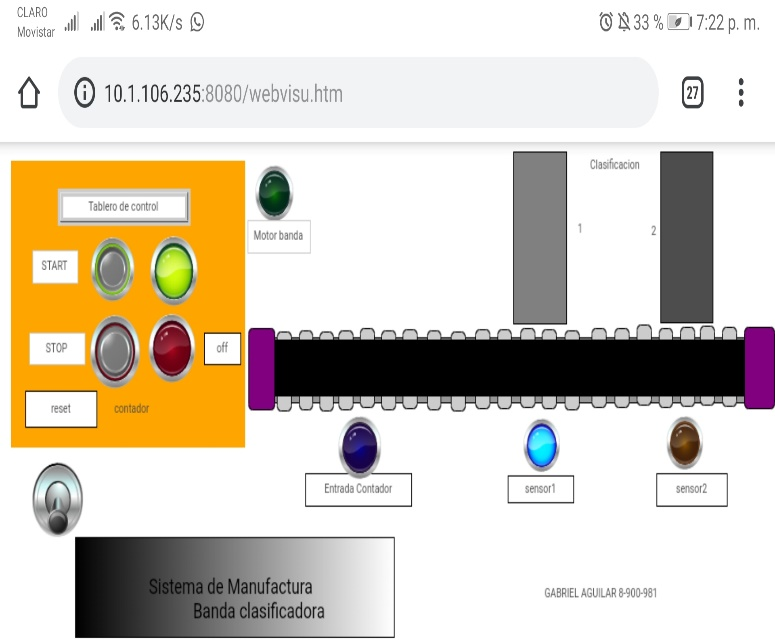 CLARO
Movistar
6.13K/s
33 %
7:22 p. m.
10.1.106.235:8080/webvisu.htm
27
Tablero de control
START
STOP
off
reset
contador
Motor banda
Clasificacion
1
2
Entrada Contador
sensor1
sensor2
Sistema de Manufactura
Banda clasificadora
GABRIEL AGUILAR 8-900-981